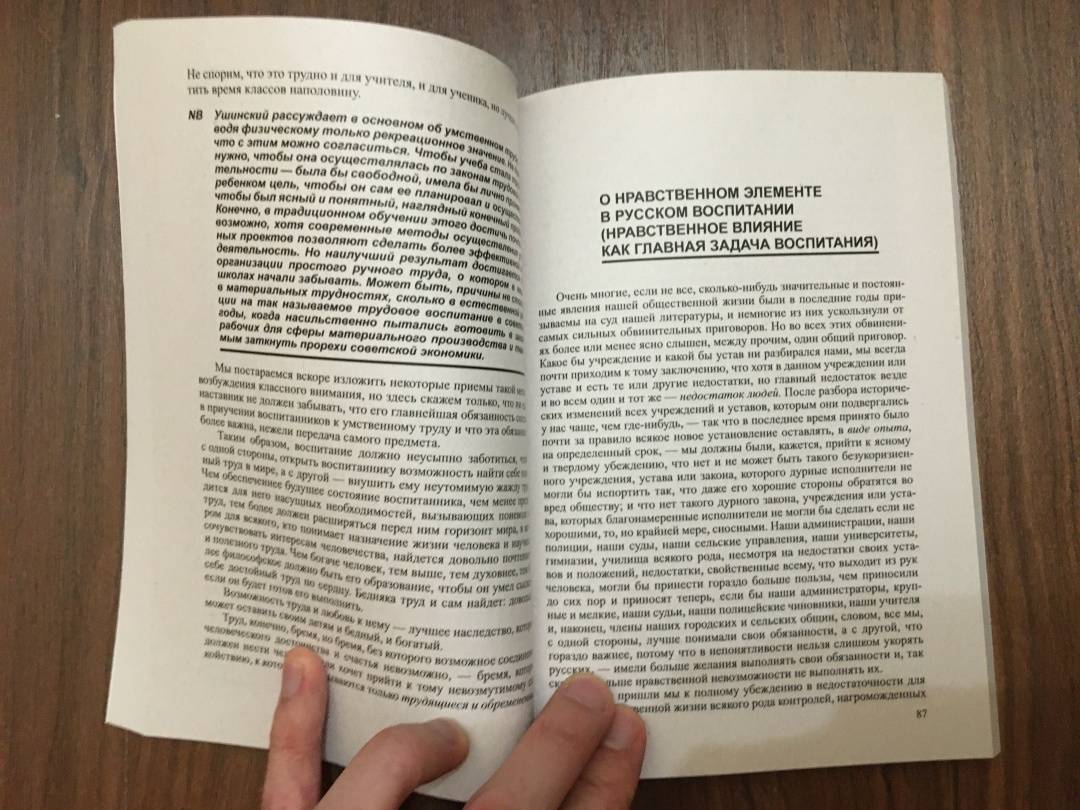 Не спорим, что это трудно и для учителя, и для ученика, но
тить время классов наполовину.
NB Ушинский рассуждает в основном об умственном
водя физическому только рекреационное значение.
что с этим можно согласиться. Чтобы учеба
нужно, чтобы она осуществлялась по законам
тельности — была бы свободной, имела бы лично
ребенком цель, чтобы он сам ее планировал и
чтобы был ясный и понятный, наглядный конечный
Конечно, в традиционном обучении этого достичь
возможно, хотя современные методы осуществления
ных проектов позволяют сделать более эффективной
деятельность. Но наилучший результат достигается
организации простого ручного труда, о котором в
школах начали забывать. Может быть, причины не
в материальных трудностях, сколько в естественной
ции на так называемое трудовое воспитание в
годы, когда насильственно пытались готовить в
рабочих для сферы материального производства и
мым заткнуть прорехи советской экономики.
Мы постараемся вскоре изложить некоторые приемы такой
возбуждения классного внимания, но здесь скажем только, что
наставник не должен забывать, что его главнейшая обязанность
в приучении воспитанников к умственному труду и что эта
более важна, нежели передача самого предмета.
Таким образом, воспитание должно неусыпно заботиться,
с одной стороны, открыть воспитаннику возможность найти себе
ный труд в мире, а с другой — внушить ему неутомимую жажду
Чем обеспеченнее будущее состояние воспитанника, чем менее
дится для него насущных необходимостей, вызывающих
труд, тем более должен расширяться перед ним горизонт мира, в
ром для всякого, кто понимает назначение жизни человека и
сочувствовать интересам человечества, найдется довольно
и полезного труда. Чем богаче человек, тем выше, тем духовнее,
лее философское должно быть его образование, чтобы он умел
себе достойный труд по сердцу. Бедняка труд и сам найдет:
если он будет готов его выполнить.
Возможность труда и любовь к нему — лучшее наследство,
может оставить своим детям и бедный, и богатый.
Труд, конечно, бремя, но бремя, без которого возможное
человеческого достоинства и счастья невозможно, — бремя,
должен нести хочет прийти к тому невозмутимому
действию, к только трудящиеся и
О НРАВСТВЕННОМ ЭЛЕМЕНТЕ
В РУССКОМ ВОСПИТАНИИ
(НРАВСТВЕННОЕ ВЛИЯНИЕ
КАК ГЛАВНАЯ ЗАДАЧА ВОСПИТАНИЯ)
Очень многие, если не все, сколько-нибудь значительные и постоян-
ные явления нашей общественной жизни были в последние годы при-
зываемы на суд нашей литературы, и немногие из них ускользнули от
самых сильных обвинительных приговоров. Но во всех этих обвинени-
ях более или менее ясно слышен, между прочим, один общий приговор.
Какое бы учреждение и какой бы устав ни разбирался нами, мы всегда
почти приходим к тому заключению, что хотя в данном учреждении или
уставе и есть те или другие недостатки, но главный недостаток везде
и во всем один и тот же — недостаток людей. После разбора историче-
ских изменений всех учреждений и уставов, которым они подвергались
у нас чаще, чем где-нибудь, — так что в последнее время принято было
почти за правило всякое новое установление оставлять, в виде опыта,
на определенный срок, — мы должны были, кажется, прийти к ясному
и твердому убеждению, что нет и не может быть такого безукоризнен-
ного учреждения, устава или закона, которого дурные исполнители не
могли бы испортить так, что даже его хорошие стороны обратятся во
вред обществу; и что нет такого дурного закона, учреждения или уста-
ва, которых благонамеренные исполнители не могли бы сделать если не
хорошими, то, но крайней мере, сносными. Наши администрации, наши
полиции, наши суды, наши сельские управления, наши университеты,
гимназии, училища всякого рода, несмотря на недостатки своих уста-
вов и положений, недостатки, свойственные всему, что выходит из рук
человека, могли бы принести гораздо больше пользы, чем приносили
до сих пор и приносят теперь, если бы наши администраторы, круп-
ные и мелкие, наши судьи, наши полицейские чиновники, наши учителя
и, наконец, члены наших городских и сельских общин, словом, все мы,
с одной стороны, лучше понимали свои обязанности, а с другой, что
гораздо важнее, потому что в непонятливости нельзя слишком укорять
русских, — имели больше желания выполнять свои обязанности и, так
больше нравственной невозможности не выполнять их.
пришли мы к полному убеждению в недостаточности для
жизни всякого рода контролей, нагроможденных
87